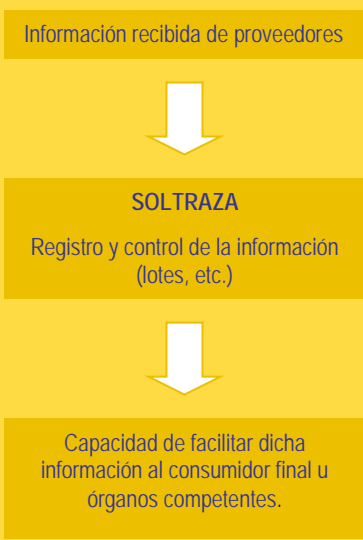 Información recibida de proveedores
SOLTRAZA
Registro y control de la información
(lotes, etc.)
Capacidad de facilitar dicha
información al consumidor final u
órganos competentes.